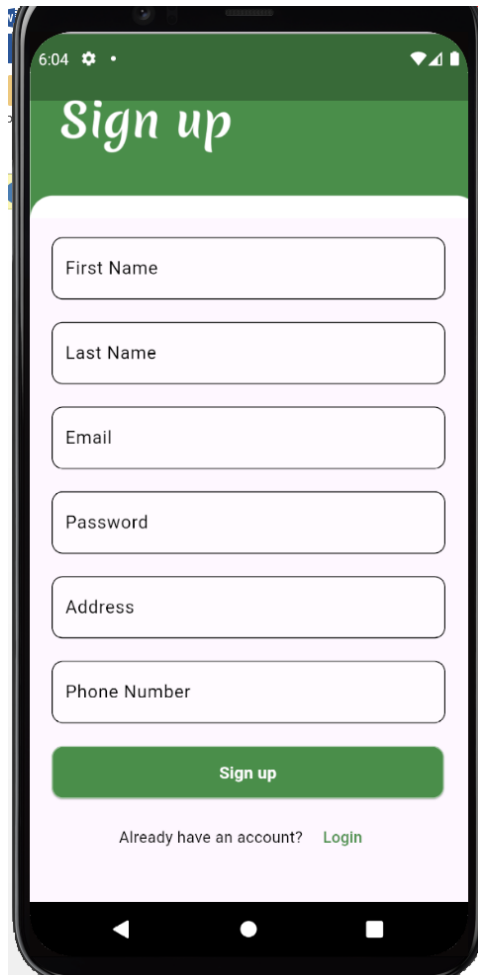 6:04
Sign up
First Name
Last Name
Email
Password
Address
Phone Number
Sign up
Already have an account? Login